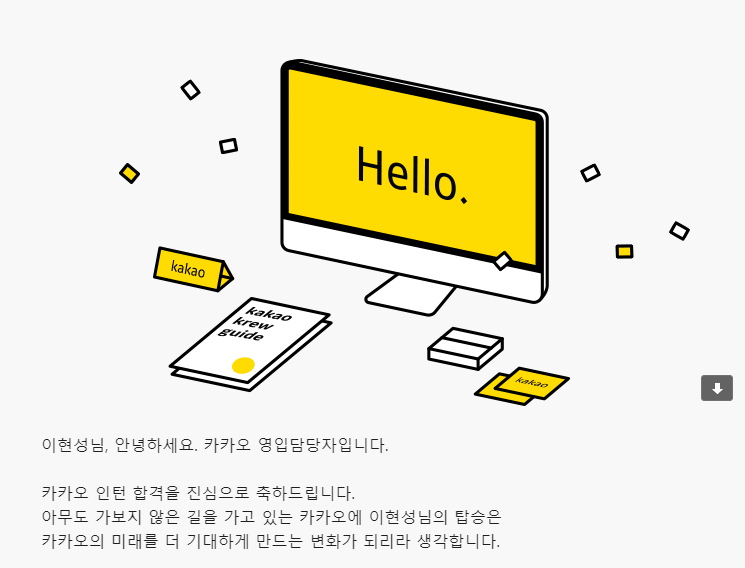 Hello.
kakao
kakao
krew
guide
kakao
이현성님, 안녕하세요. 카카오 영입담당자입니다.
카카오 인턴 합격을 진심으로 축하드립니다.
아무도 가보지 않은 길을 가고 있는 카카오에 이현성님의 탑승은
카카오의 미래를 더 기대하게 만드는 변화가 되리라 생각합니다.